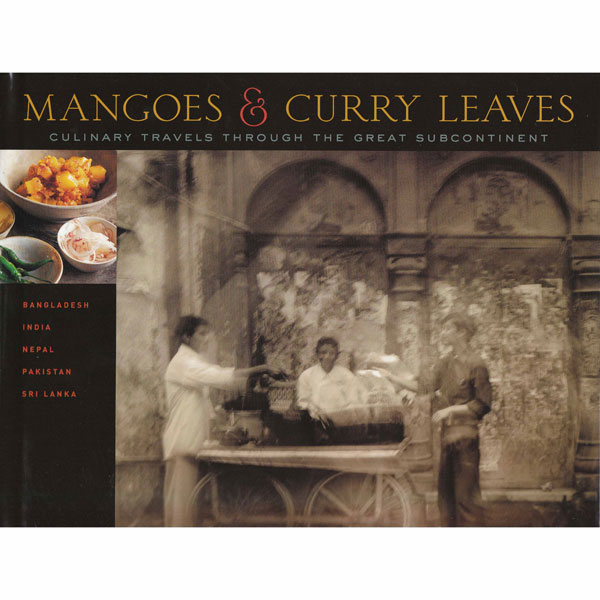 MANGOES & CURRY LEAVES
CULINARY TRAVELS THROUGH THE GREAT SUBCONTINENT
BANGLADESH
INDIA
NEPAL
PAKISTAN
SRI LANKA